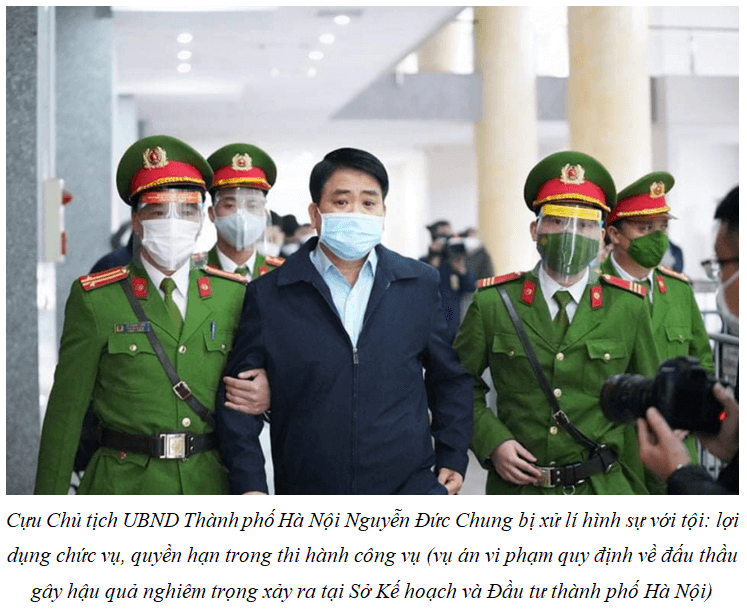 Cựu Chủ tịch UBND Thành phố Hà Nội Nguyễn Đức Chung bị xử lí hình sự với tội: lợi
dụng chức vụ, quyền hạn trong thi hành công vụ (vụ án vi phạm quy định về đấu thầu
gây hậu quả nghiêm trọng xảy ra tại Sở Kế hoạch và Đầu tư thành phố Hà Nội)